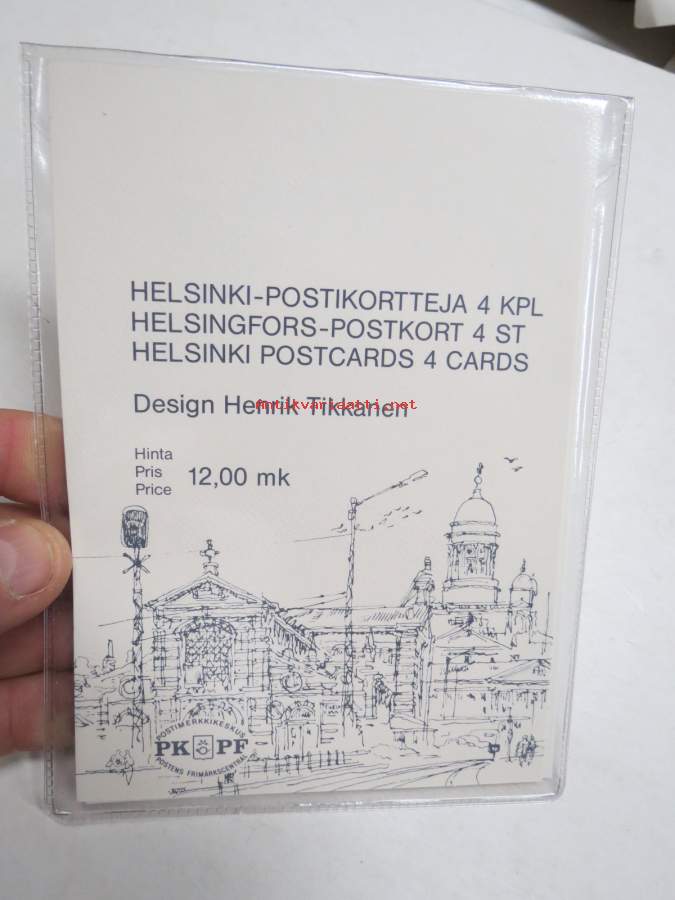 HELSINKI-POSTIKORTTEJA 4 KPL
HELSINGFORS-POSTKORT 4 ST
HELSINKI POSTCARDS 4 CARDS
Design Henrik Tikkanen
antikvariaatti.net
Hinta
Pris
Price
12,00 mk
POSTIMERKKIKESKUS
PK PF
POSTENS FRIMÄRKSCENTRAL